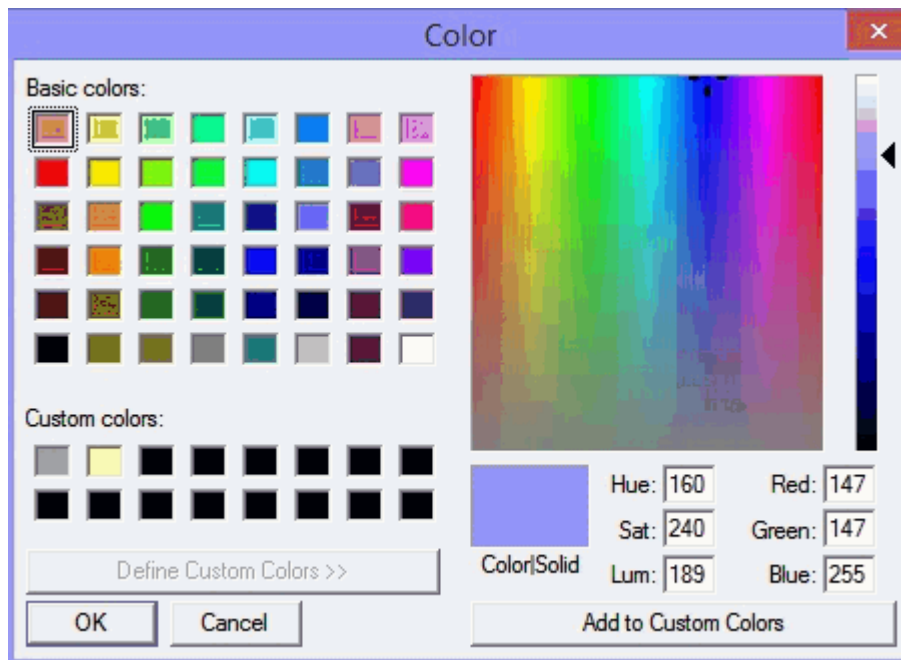 Color
Basic colors:
Custom colors:
Define Custom Colors >>
OK Cancel
Color|Solid
Hue: 160 Red: 147
Sat: 240 Green: 147
Lum: 189 Blue: 255
Add to Custom Colors